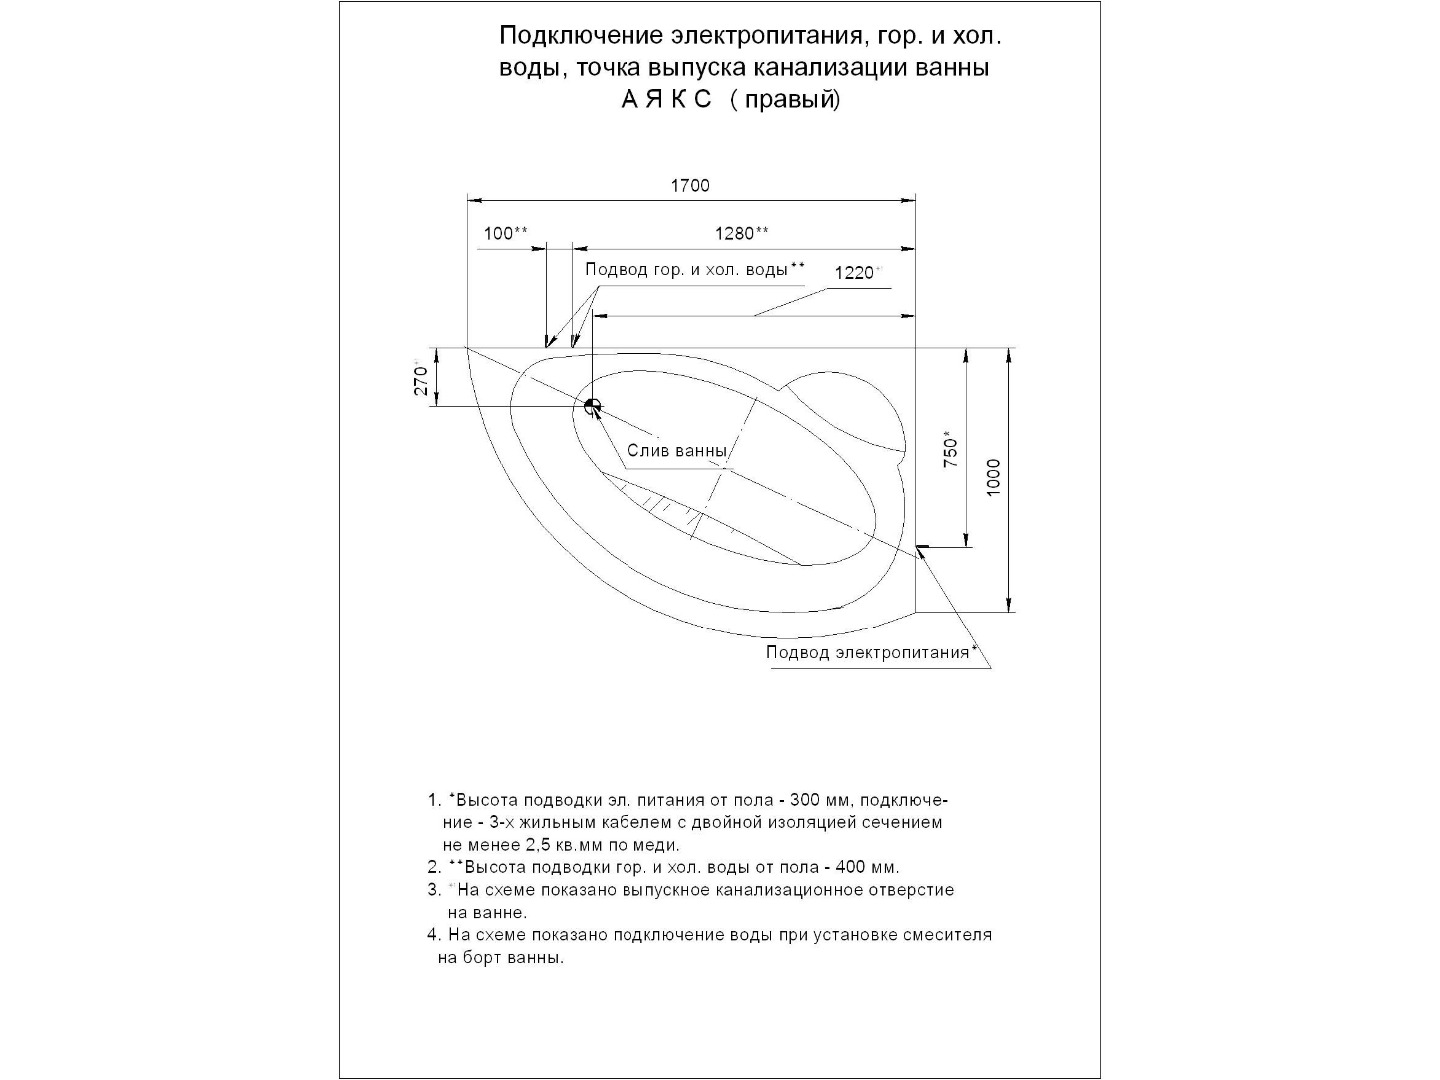 Подключение электропитания, гор. и хол.
воды, точка выпуска канализации ванны
А Я К С ( правый)
1700
100**
1280**
Подвод гор. и хол. воды**
1220
270
Слив ванны
750*
1000
Подвод электропитания*
1. *Высота подводки эл. питания от пола - 300 мм, подключе-
ние - 3-х жильным кабелем с двойной изоляцией сечением
не менее 2,5 кв.мм по меди.
2. **Высота подводки гор. и хол. воды от пола - 400 мм.
3. На схеме показано выпускное канализационное отверстие
на ванне.
4. На схеме показано подключение воды при установке смесителя
на борт ванны.